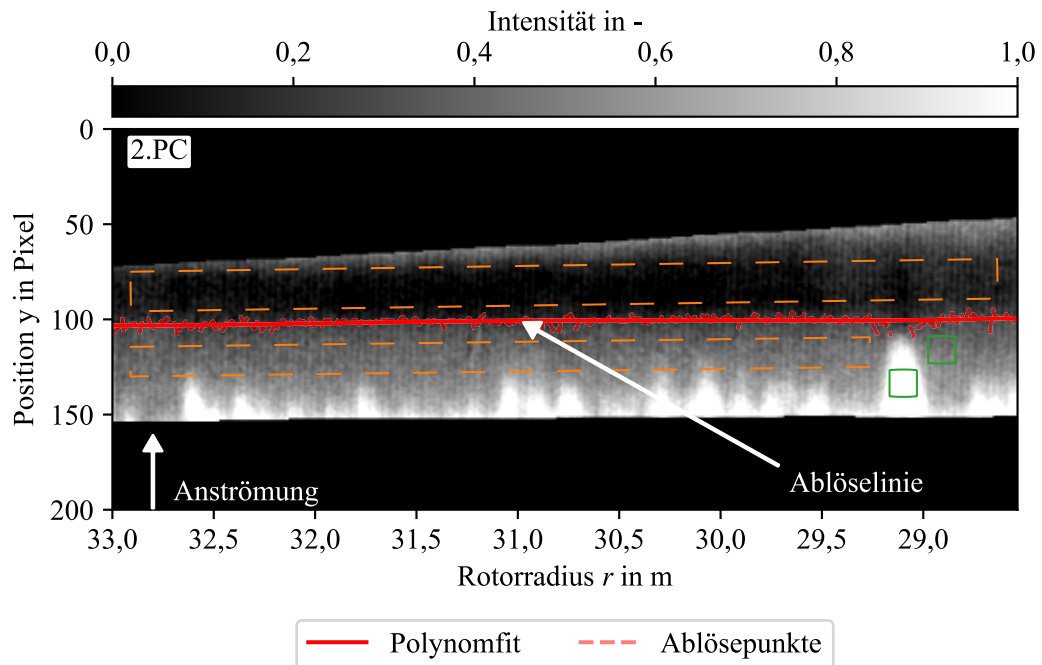 Intensität in -
0,0 0,2 0,4 0,6 0,8 1,0
2.PC
0
50
100
150
200
Position y in Pixel
Anströmung
Ablöselinie
33,0 32,5 32,0 31,5 31,0 30,5 30,0 29,5 29,0
Rotorradius r in m
Polynomfit Ablösepunkte